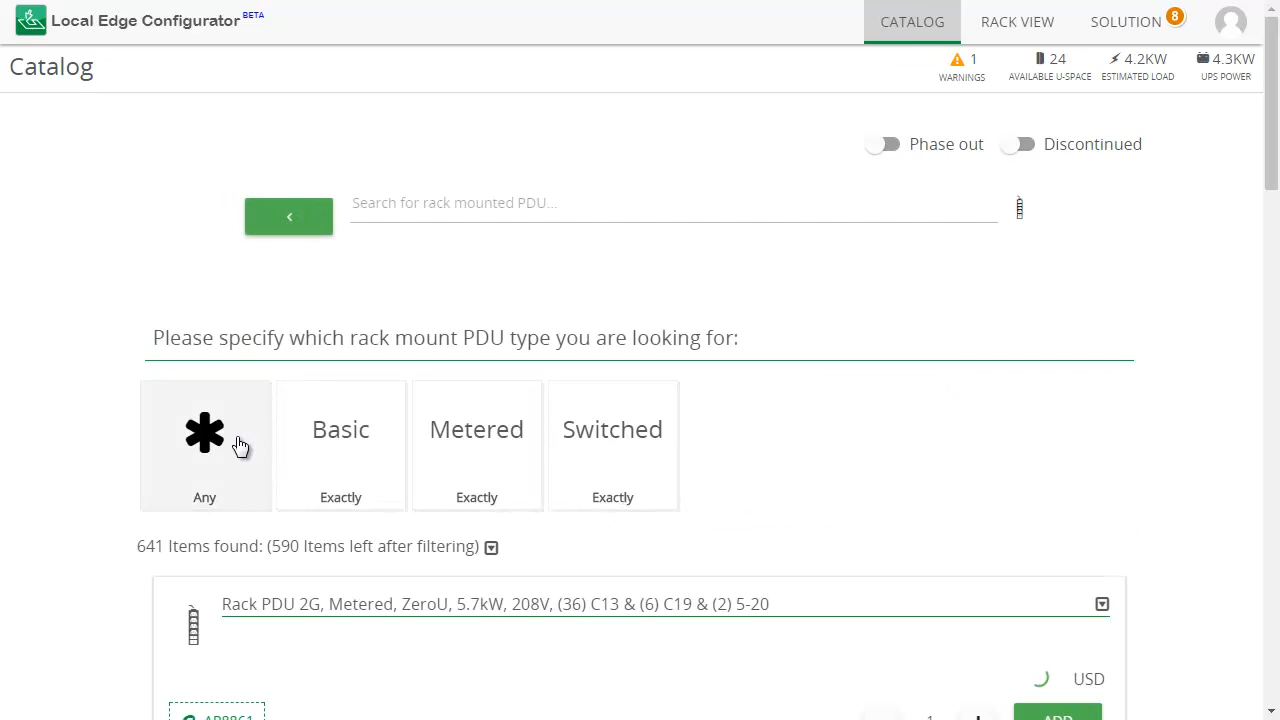 Local Edge Configurator BETA
CATALOG
RACK VIEW
SOLUTION 8
Catalog
1
WARNINGS
24
AVAILABLE U-SPACE
4.2KW
ESTIMATED LOAD
4.3KW
UPS POWER
Phase out
Discontinued
Search for rack mounted PDU...
Please specify which rack mount PDU type you are looking for:
Any
Basic
Exactly
Metered
Exactly
Switched
Exactly
641 Items found: (590 Items left after filtering)
Rack PDU 2G, Metered, ZeroU, 5.7kW, 208V, (36) C13 & (6) C19 & (2) 5-20
USD
AP8861
1
ADD